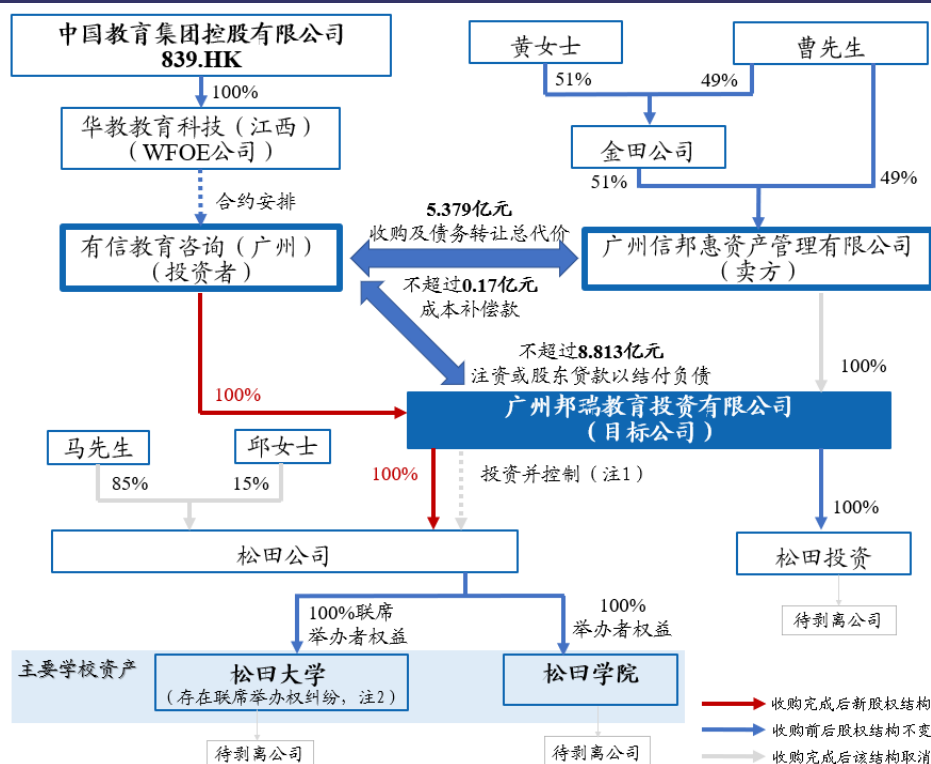 中国教育集团控股有限公司
839.HK
黄女士
曹先生
100%
51%
49%
华教教育科技（江西）
（WFOE公司）
金田公司
51%
49%
合约安排
5.379亿元
收购及债务转让总代价
有信教育咨询（广州）
（投资者）
广州信邦惠资产管理有限公司
（卖方）
不超过0.17亿元
成本补偿款
不超过8.813亿元
注资或股东贷款以结付负债
100%
100%
广州邦瑞教育投资有限公司
（目标公司）
马先生
邱女士
85%
15%
100%
投资并控制（注1）
100%
松田公司
松田投资
待剥离公司
100%联席
举办者权益
100%
举办者权益
主要学校资产
松田大学
（存在联席举办权纠纷，注2）
松田学院
待剥离公司
待剥离公司
收购完成后新股权结构
收购前后股权结构不变
收购完成后该结构取消